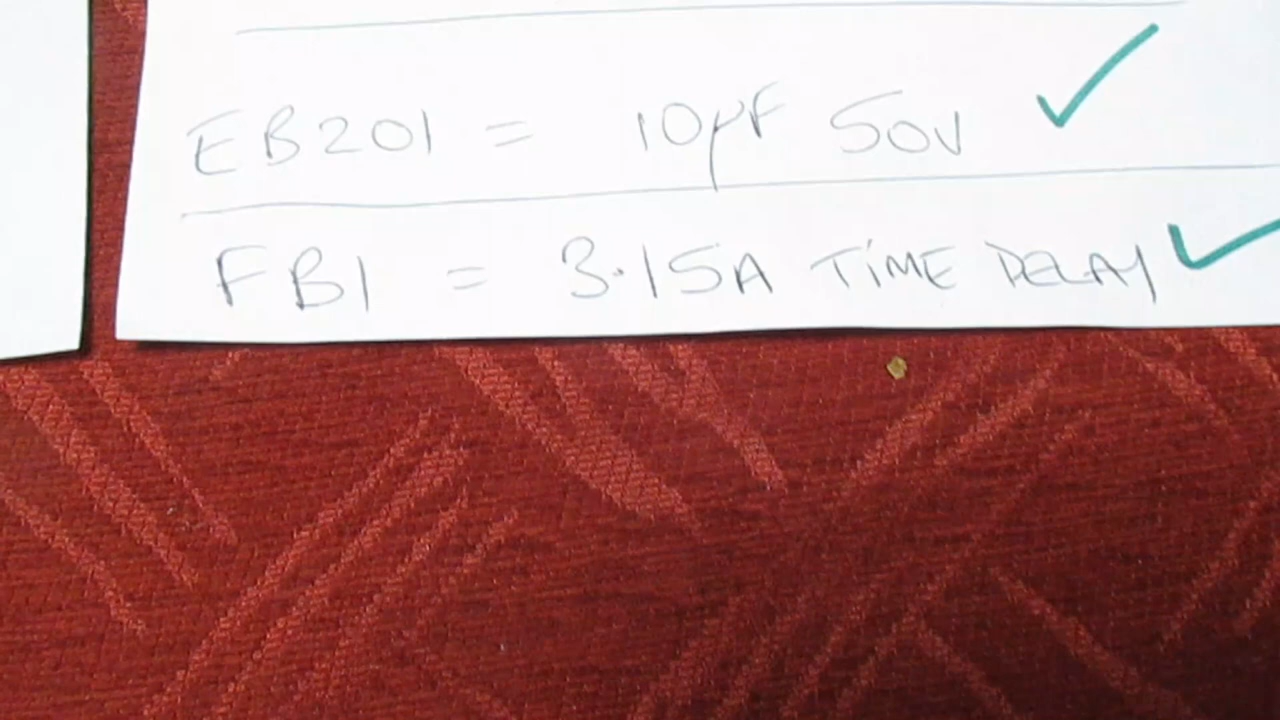 EB201 = 10µF 50V ✓
FB1 = 3.15A TiME DELAY ✓